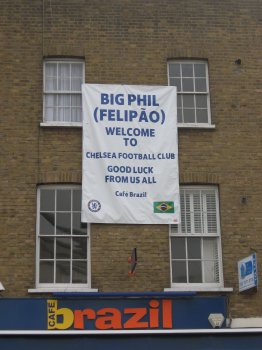 BIG PHIL
(FELIPÃO)
WELCOME
TO
CHELSEA FOOTBALL CLUB
GOOD LUCK
FROM US ALL
Café Brazil
CAFÉ
brazil